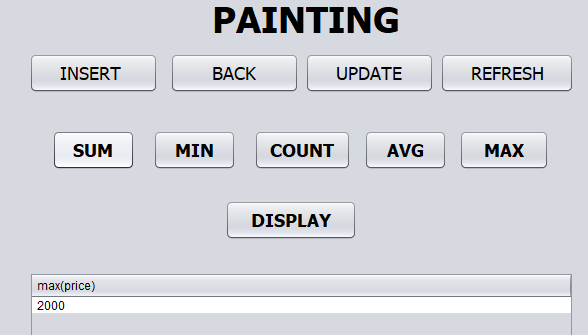 PAINTING
INSERT BACK UPDATE REFRESH
SUM MIN COUNT AVG MAX
DISPLAY
max(price)
2000